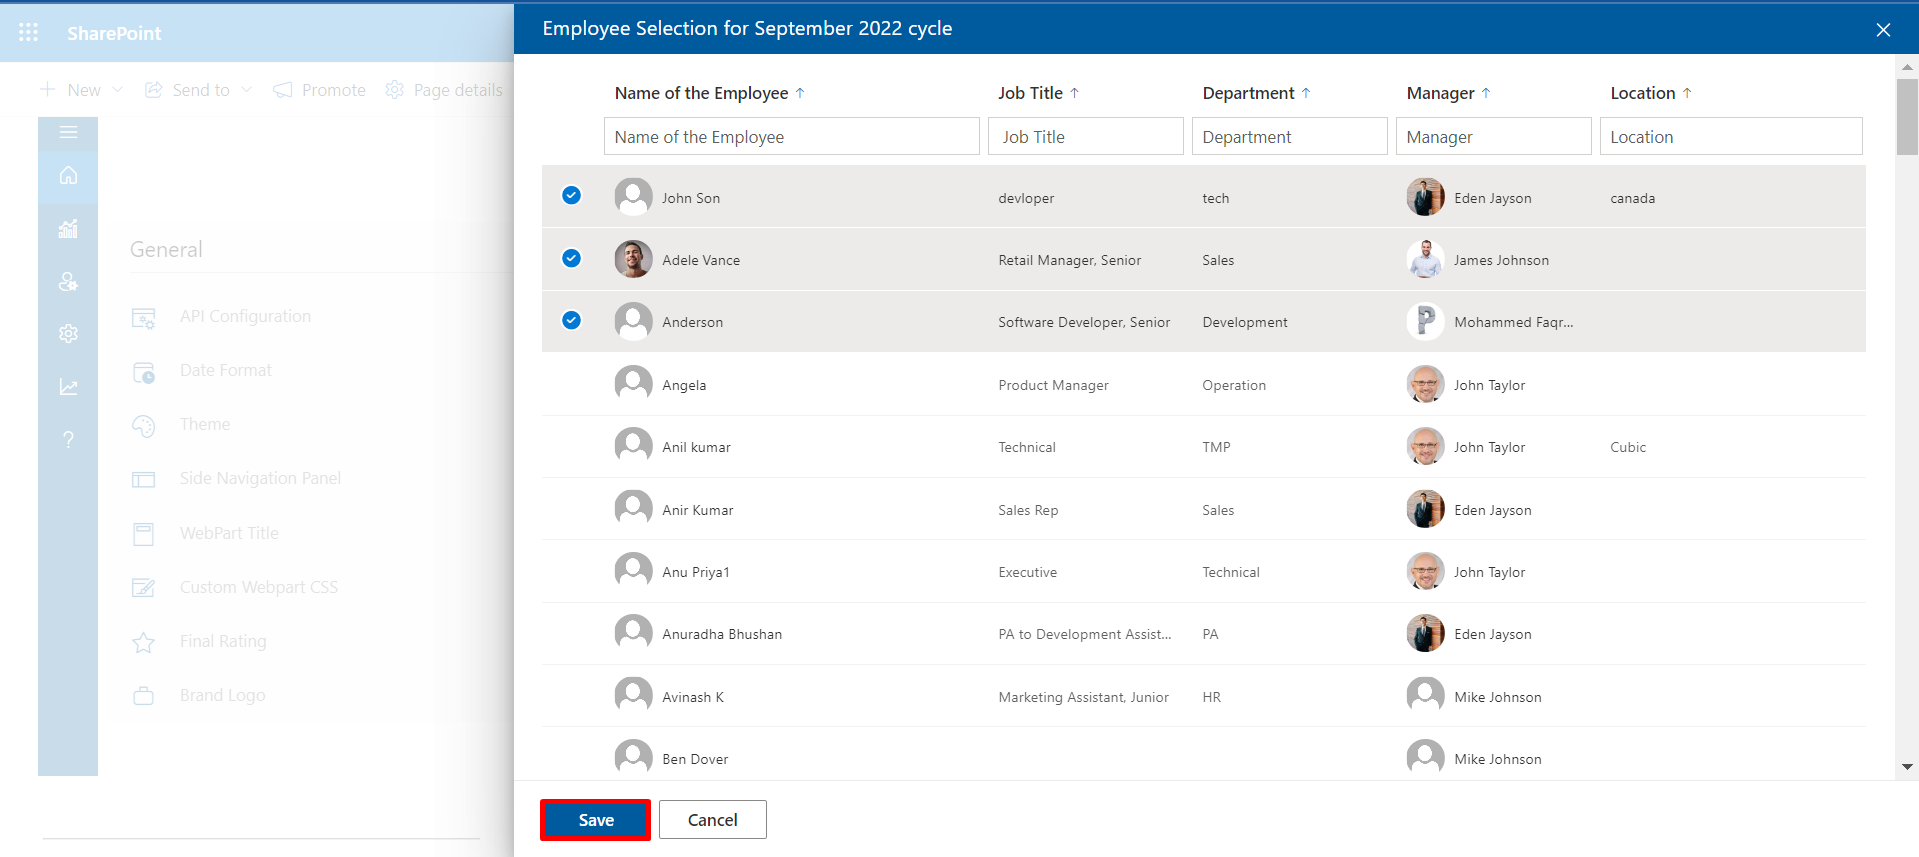 SharePoint
Employee Selection for September 2022 cycle
New Send to Promote Page details
Name of the Employee Job Title Department Manager Location
Name of the Employee Job Title Department Manager Location
John Son devloper tech Eden Jayson canada
General
Adele Vance Retail Manager, Senior Sales James Johnson
API Configuration
Anderson Software Developer, Senior Development Mohammed Faqr...
Date Format
Angela Product Manager Operation John Taylor
Theme
Anil kumar Technical TMP John Taylor Cubic
Side Navigation Panel
Anir Kumar Sales Rep Sales Eden Jayson
WebPart Title
Anu Priya1 Executive Technical John Taylor
Custom Webpart CSS
Anuradha Bhushan PA to Development Assist... PA Eden Jayson
Final Rating
Avinash K Marketing Assistant, Junior HR Mike Johnson
Brand Logo
Ben Dover Mike Johnson
Save Cancel